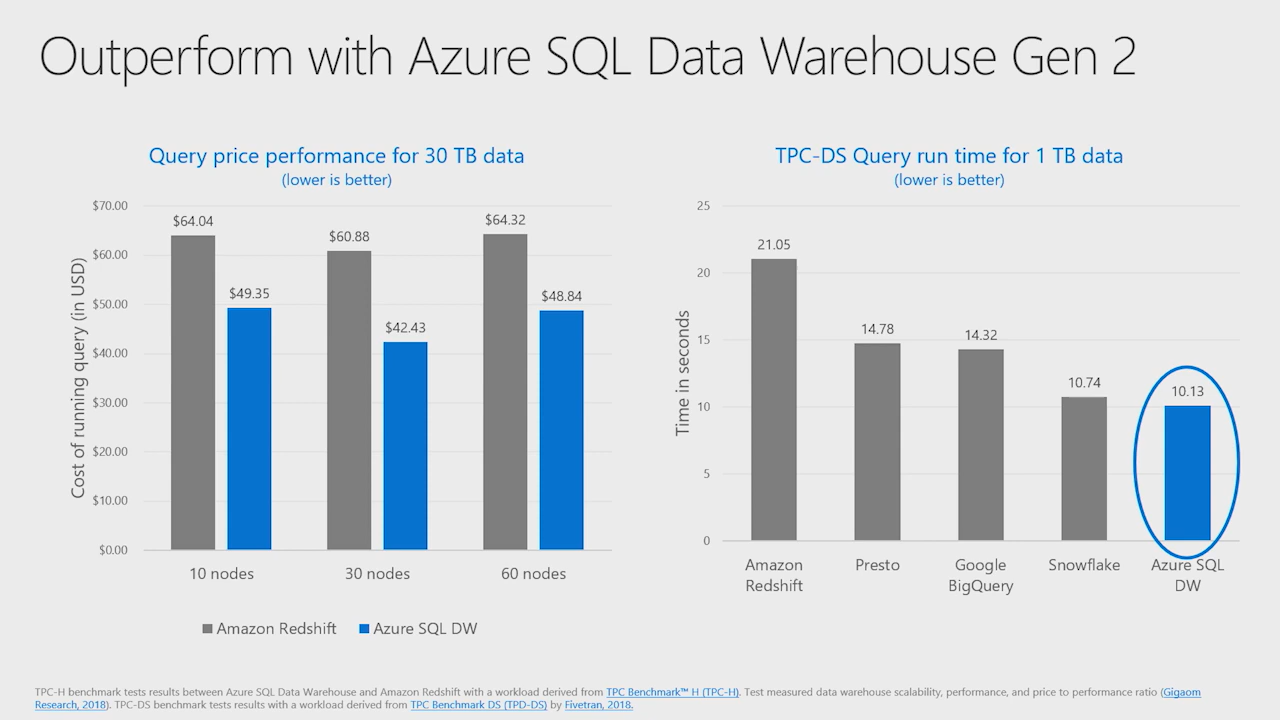 Outperform with Azure SQL Data Warehouse Gen 2
Query price performance for 30 TB data
(lower is better)
Cost of running query (in USD)
$70.00
$60.00
$50.00
$40.00
$30.00
$20.00
$10.00
$0.00
$64.04
$49.35
$60.88
$42.43
$64.32
$48.84
10 nodes
30 nodes
60 nodes
Amazon Redshift
Azure SQL DW
TPC-DS Query run time for 1 TB data
(lower is better)
Time in seconds
25
20
15
10
5
0
21.05
14.78
14.32
10.74
10.13
Amazon
Redshift
Presto
Google
BigQuery
Snowflake
Azure SQL
DW
TPC-H benchmark tests results between Azure SQL Data Warehouse and Amazon Redshift with a workload derived from TPC Benchmark™ H (TPC-H). Test measured data warehouse scalability, performance, and price to performance ratio (Gigaom
Research, 2018). TPC-DS benchmark tests results with a workload derived from TPC Benchmark DS (TPD-DS) by Fivetran, 2018.